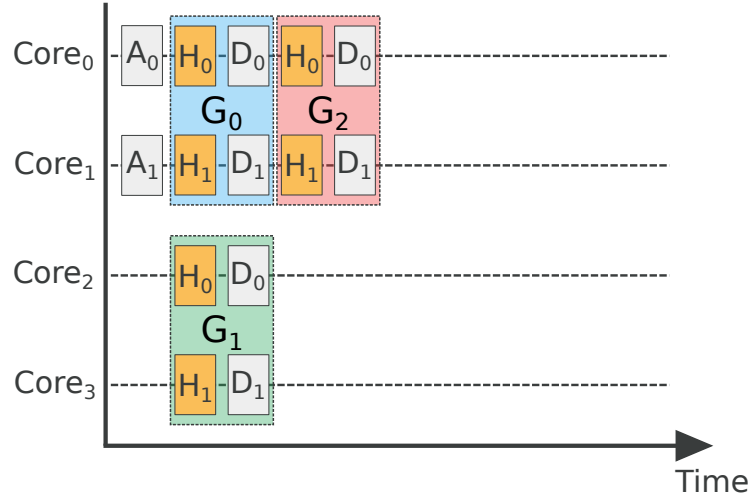 Core₀ A₀ H₀ D₀ H₀ D₀
G₀ G₂
Core₁ A₁ H₁ D₁ H₁ D₁
Core₂ H₀ D₀
G₁
Core₃ H₁ D₁
Time